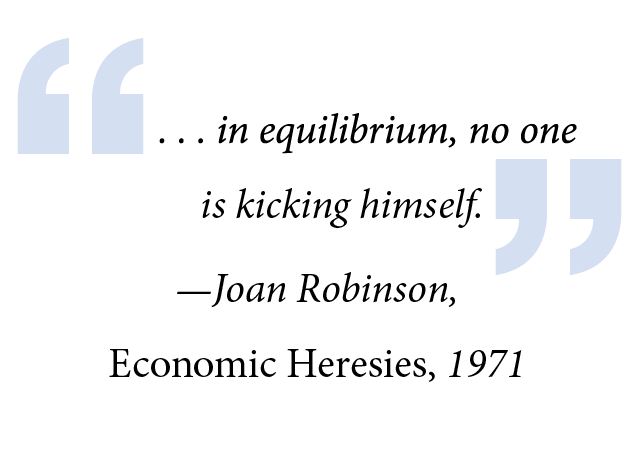 . . . in equilibrium, no one
is kicking himself.
—Joan Robinson,
Economic Heresies, 1971